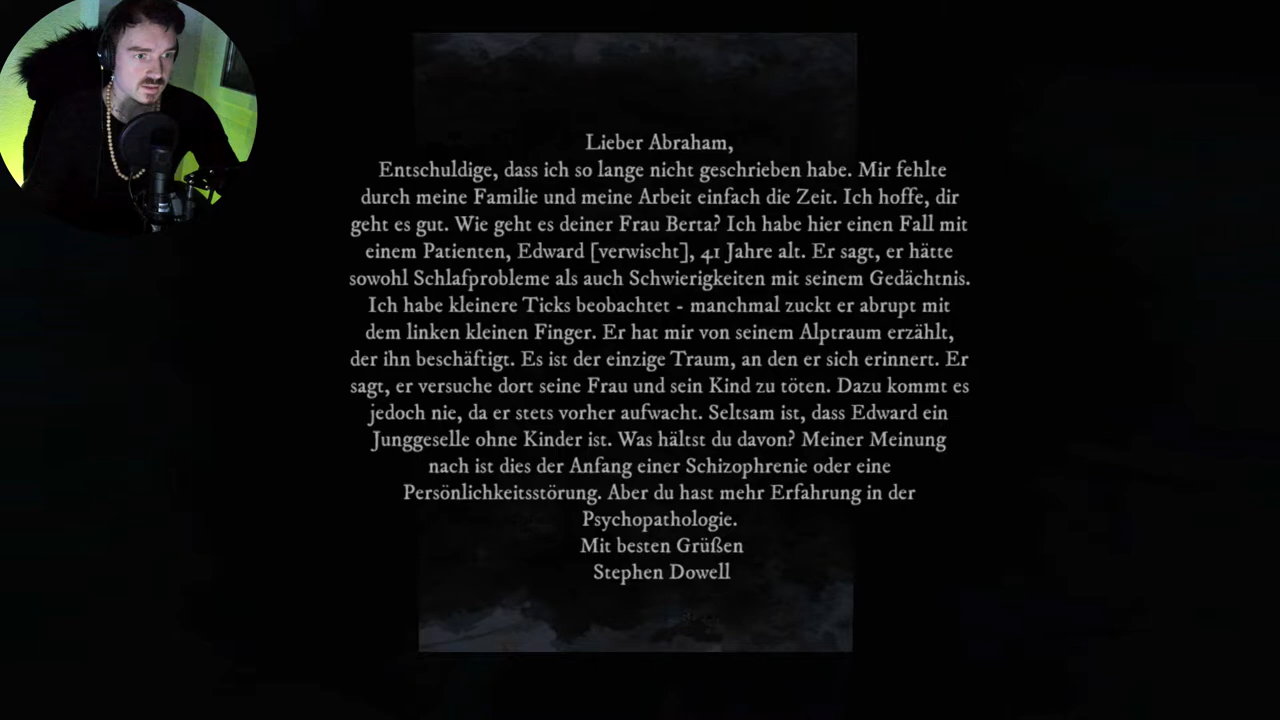 Lieber Abraham,
Entschuldige, dass ich so lange nicht geschrieben habe. Mir fehlte
durch meine Familie und meine Arbeit einfach die Zeit. Ich hoffe, dir
geht es gut. Wie geht es deiner Frau Berta? Ich habe hier einen Fall mit
einem Patienten, Edward [verwischt], 41 Jahre alt. Er sagt, er hätte
sowohl Schlafprobleme als auch Schwierigkeiten mit seinem Gedächtnis.
Ich habe kleinere Ticks beobachtet - manchmal zuckt er abrupt mit
dem linken kleinen Finger. Er hat mir von seinem Alptraum erzählt,
der ihn beschäftigt. Es ist der einzige Traum, an den er sich erinnert. Er
sagt, er versuche dort seine Frau und sein Kind zu töten. Dazu kommt es
jedoch nie, da er stets vorher aufwacht. Seltsam ist, dass Edward ein
Junggeselle ohne Kinder ist. Was hältst du davon? Meiner Meinung
nach ist dies der Anfang einer Schizophrenie oder eine
Persönlichkeitsstörung. Aber du hast mehr Erfahrung in der
Psychopathologie.
Mit besten Grüßen
Stephen Dowell